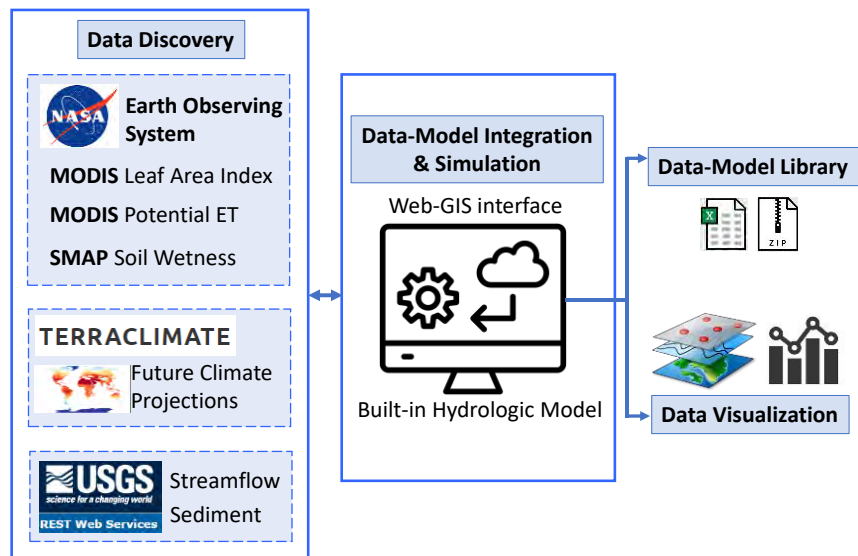 Data Discovery
NASA
Earth Observing
System
MODIS Leaf Area Index
MODIS Potential ET
SMAP Soil Wetness
TERRACLIMATE
Future Climate
Projections
USGS
science for a changing world
REST Web Services
Streamflow
Sediment
Data-Model Integration
& Simulation
Web-GIS interface
Built-in Hydrologic Model
Data-Model Library
X
ZIP
Data Visualization